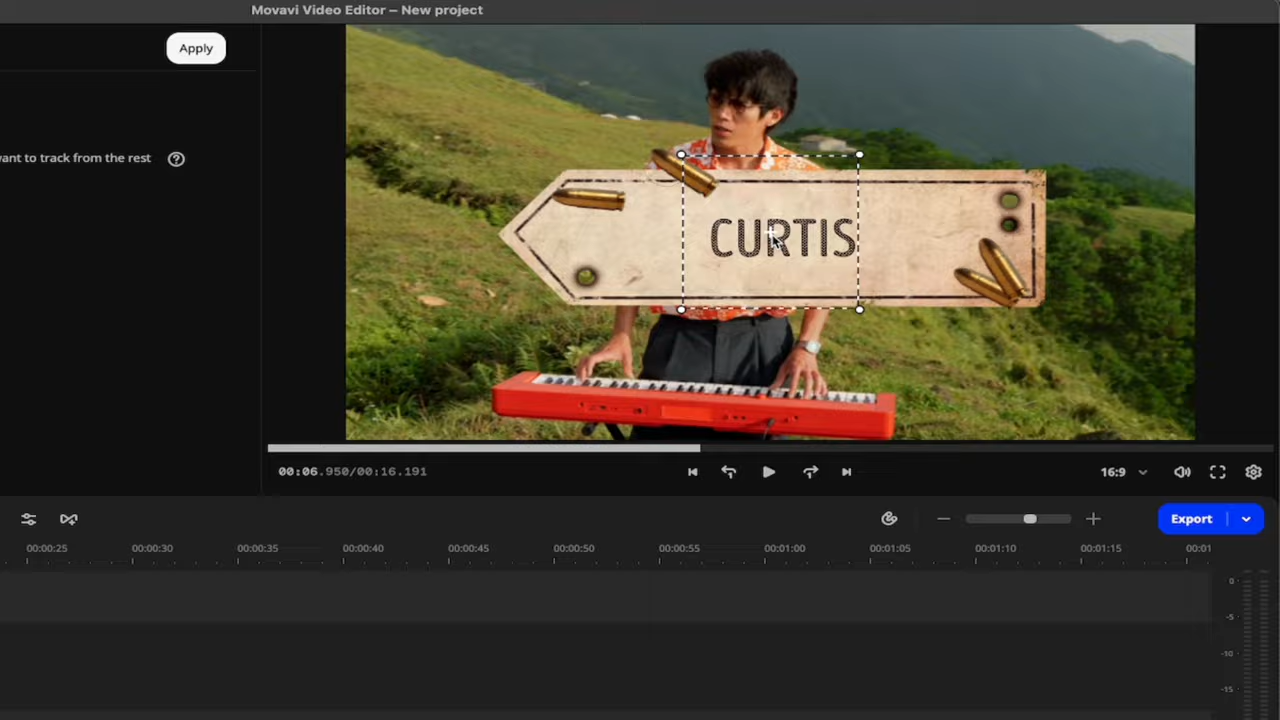 Movavi Video Editor – New project
Apply
vant to track from the rest
?
CURTIS
00:06.950/00:16.191
16:9
Export
00:00:25 00:00:30 00:00:35 00:00:40 00:00:45 00:00:50 00:00:55 00:01:00 00:01:05 00:01:10 00:01:15 00:01
0
-5
-10
-15